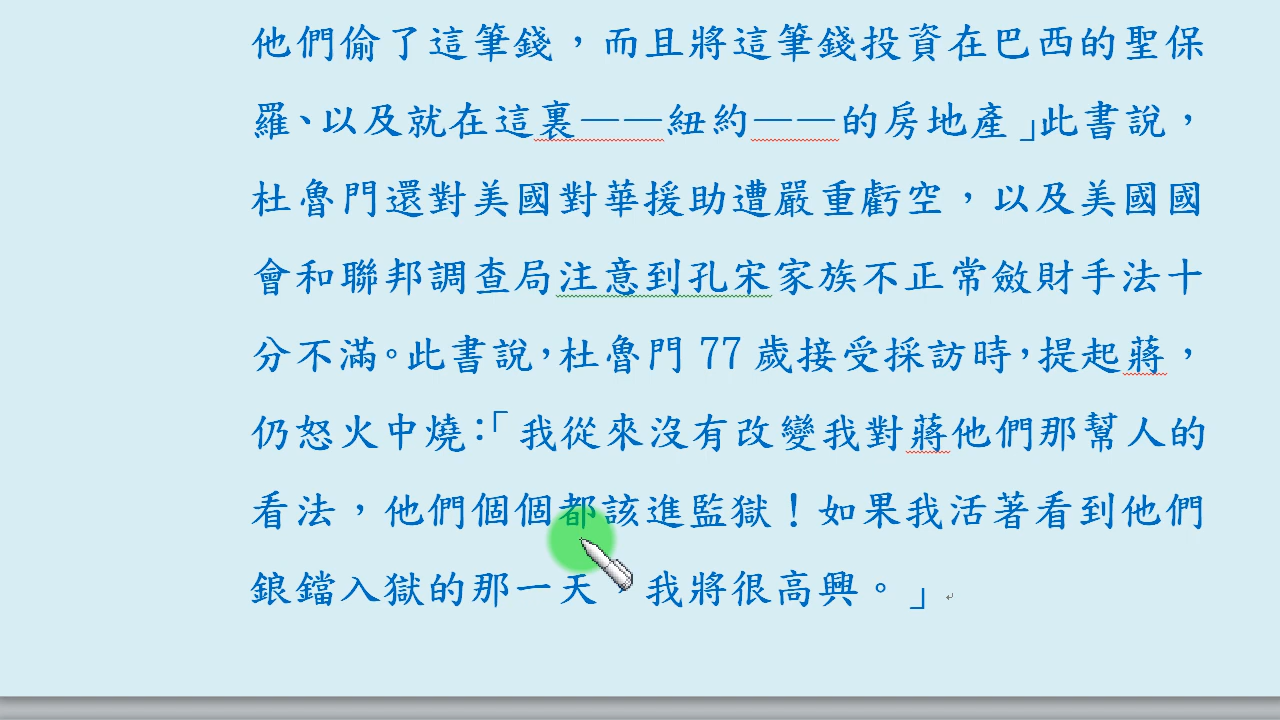 他們偷了這筆錢，而且將這筆錢投資在巴西的聖保
羅、以及就在這裏——紐約——的房地產」此書說，
杜魯門還對美國對華援助遭嚴重虧空，以及美國國
會和聯邦調查局注意到孔宋家族不正常斂財手法十
分不滿。此書說，杜魯門 77 歲接受採訪時，提起蔣，
仍怒火中燒：「我從來沒有改變我對蔣他們那幫人的
看法，他們個個都該進監獄！如果我活著看到他們
鋃鐺入獄的那一天，我將很高興。」